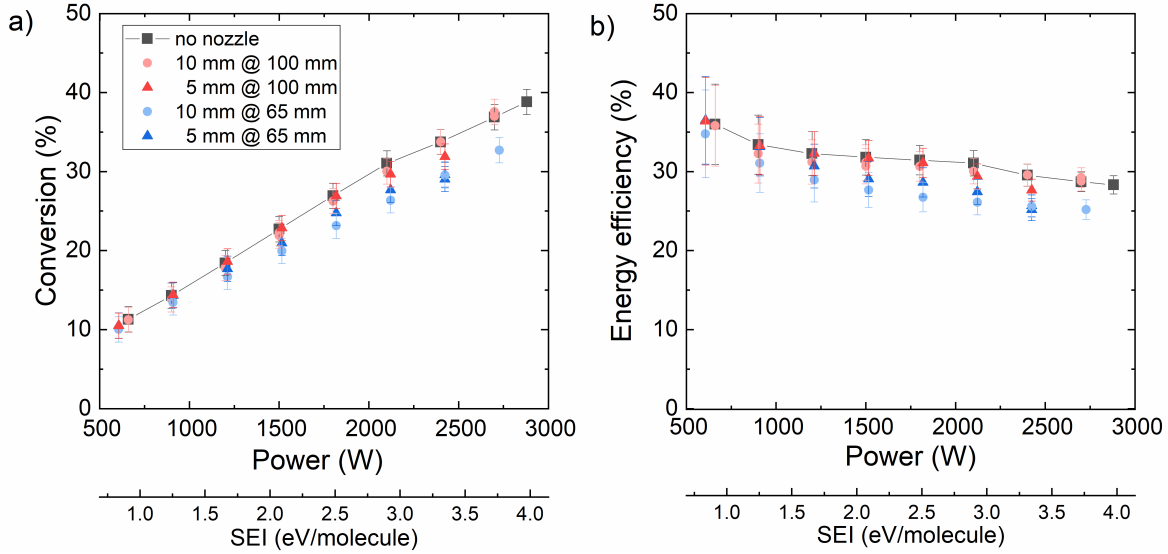 a)
Conversion (%)
50
40
30
20
10
0
no nozzle
10 mm @ 100 mm
5 mm @ 100 mm
10 mm @ 65 mm
5 mm @ 65 mm
500 1000 1500 2000 2500 3000
Power (W)
1.0 1.5 2.0 2.5 3.0 3.5 4.0
SEI (eV/molecule)
b)
Energy efficiency (%)
50
40
30
20
10
0
500 1000 1500 2000 2500 3000
Power (W)
1.0 1.5 2.0 2.5 3.0 3.5 4.0
SEI (eV/molecule)